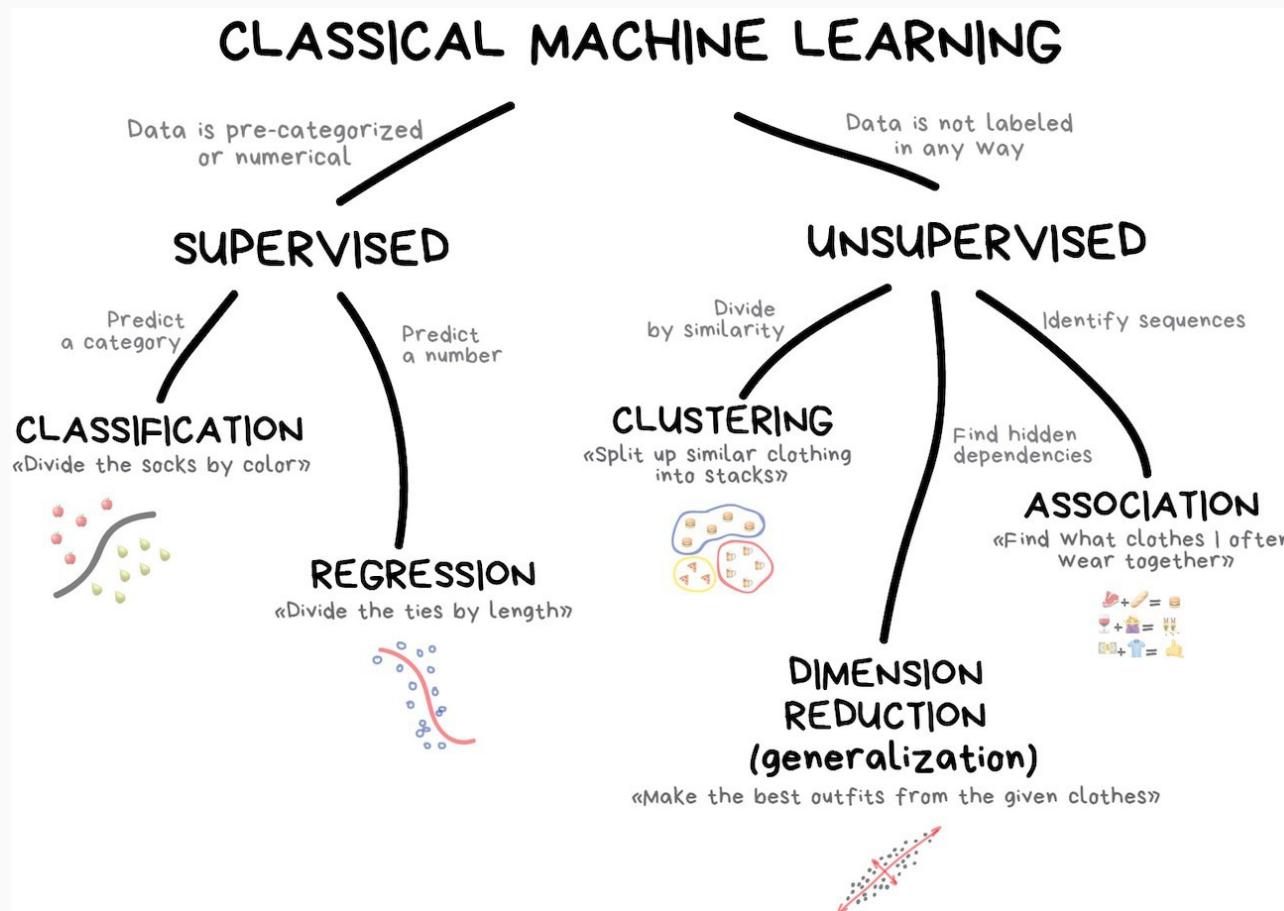 CLASSICAL MACHINE LEARNING
Data is pre-categorized
or numerical
Data is not labeled
in any way
SUPERVISED
UNSUPERVISED
Predict
a category
Predict
a number
Divide
by similarity
Identify sequences
CLASSIFICATION
«Divide the socks by color»
CLUSTERING
«Split up similar clothing
into stacks»
Find hidden
dependencies
ASSOCIATION
«Find what clothes I often
wear together»
REGRESSION
«Divide the ties by length»
+ =
+ =
+ =
DIMENSION
REDUCTION
(generalization)
«Make the best outfits from the given clothes»